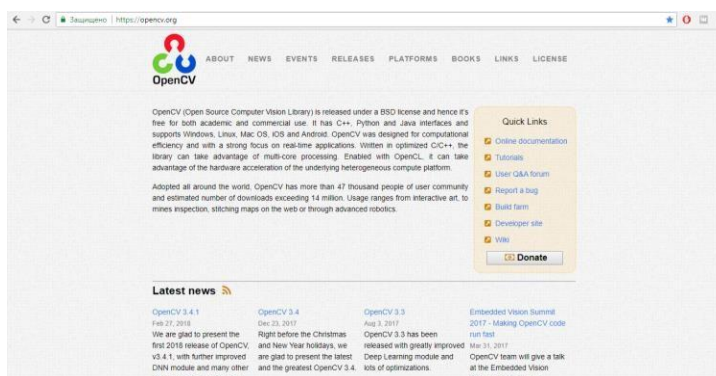 Защищено | https://opencv.org
OpenCV
ABOUT NEWS EVENTS RELEASES PLATFORMS BOOKS LINKS LICENSE
OpenCV (Open Source Computer Vision Library) is released under a BSD license and hence it's
free for both academic and commercial use. It has C++, Python and Java interfaces and
supports Windows, Linux, Mac OS, iOS and Android. OpenCV was designed for computational
efficiency and with a strong focus on real-time applications. Written in optimized C/C++, the
library can take advantage of multi-core processing. Enabled with OpenCL, it can take
advantage of the hardware acceleration of the underlying heterogeneous compute platform.
Adopted all around the world, OpenCV has more than 47 thousand people of user community
and estimated number of downloads exceeding 14 million. Usage ranges from interactive art, to
mines inspection, stitching maps on the web or through advanced robotics.
Quick Links
Online documentation
Tutorials
User Q&A forum
Report a bug
Build farm
Developer site
Wiki
Donate
Latest news
OpenCV 3.4.1
Feb 27, 2018
We are glad to present the
first 2018 release of OpenCV,
v3.4.1, with further improved
DNN module and many other
OpenCV 3.4
Dec 23, 2017
Right before the Christmas
and New Year holidays, we
are glad to present the latest
and the greatest OpenCV 3.4.
OpenCV 3.3
Aug 3, 2017
OpenCV 3.3 has been
released with greatly improved
Deep Learning module and
lots of optimizations.
Embedded Vision Summit
2017 - Making OpenCV code
run fast
Mar 31, 2017
OpenCV team will give a talk
at the Embedded Vision